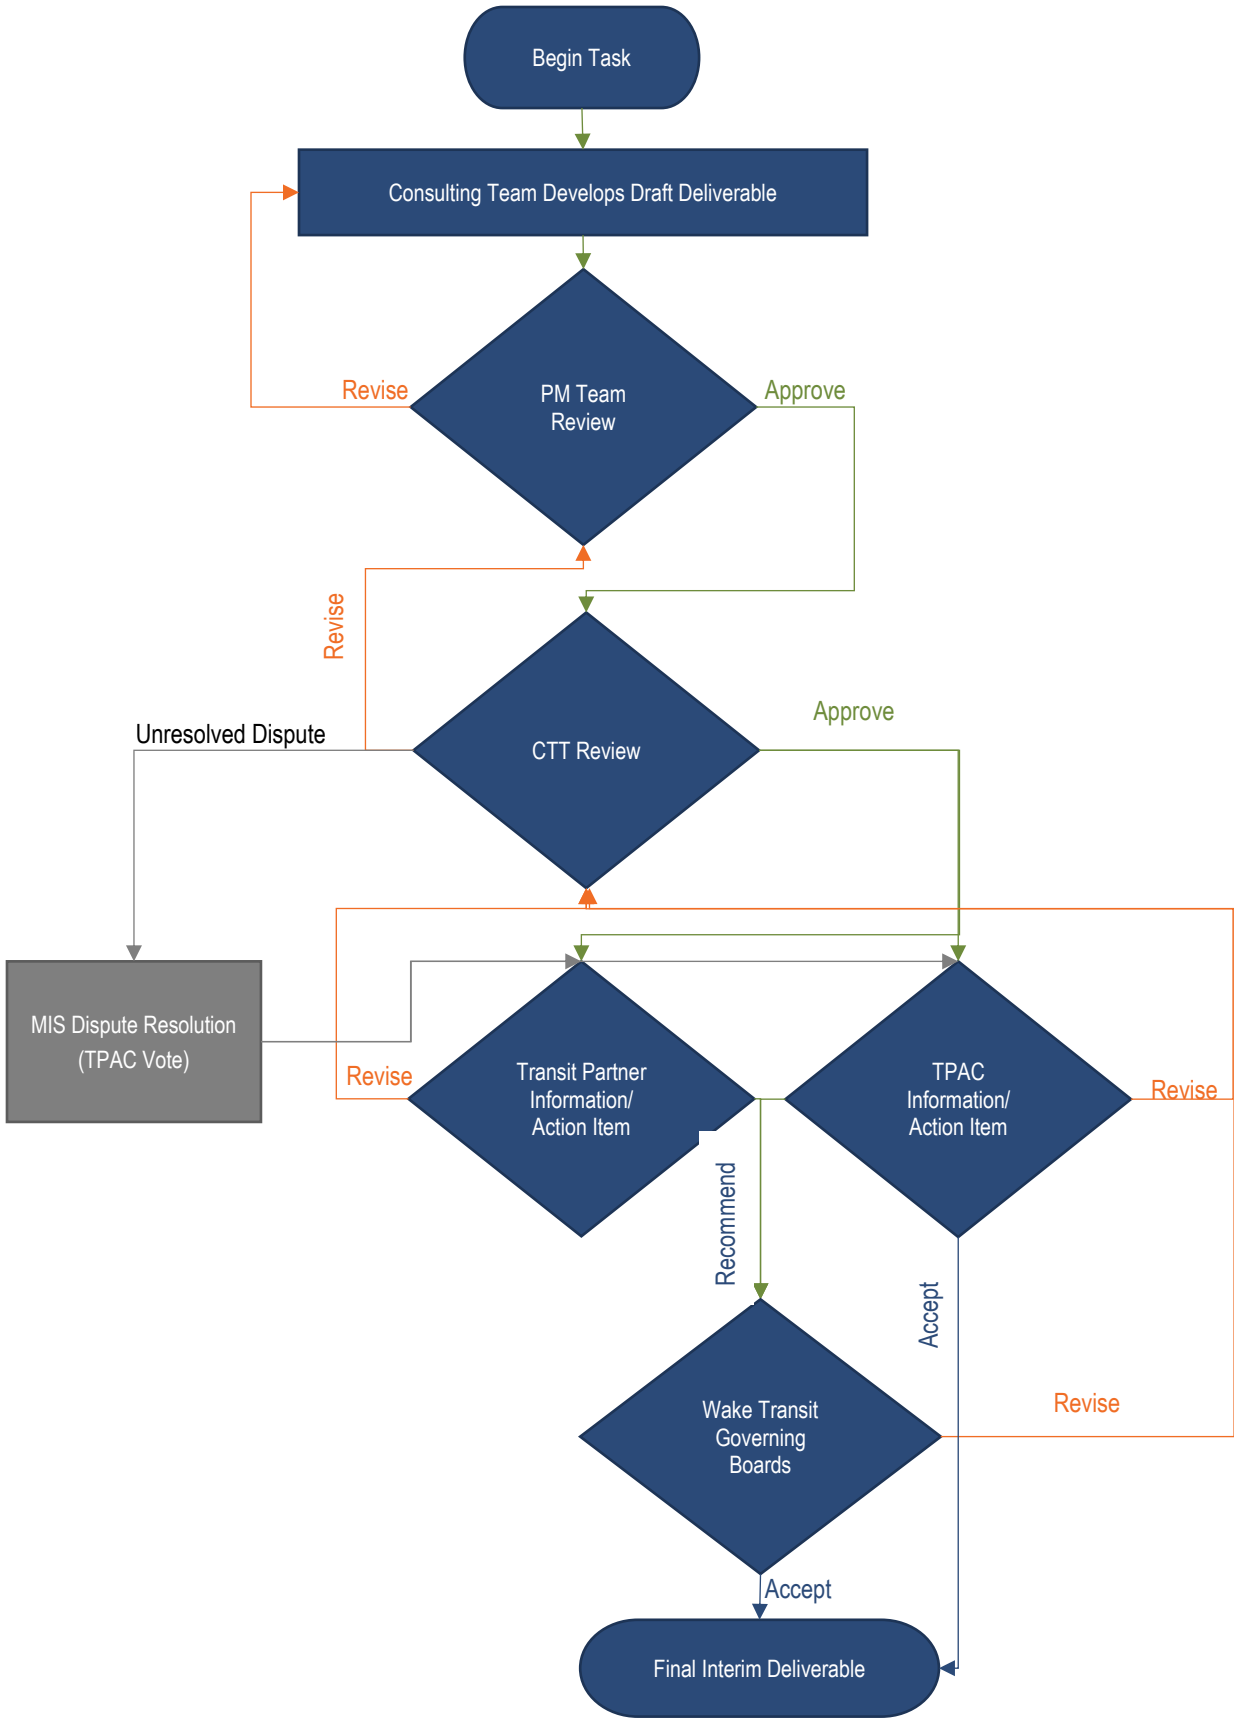 Begin Task
Consulting Team Develops Draft Deliverable
Revise
PM Team
Review
Approve
Revise
Approve
Unresolved Dispute
CTT Review
MIS Dispute Resolution
(TPAC Vote)
Revise
Transit Partner
Information/
Action Item
TPAC
Information/
Action Item
Revise
Recommend
Accept
Wake Transit
Governing
Boards
Revise
Accept
Final Interim Deliverable